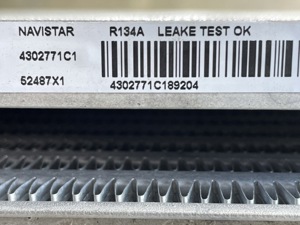 NAVISTAR R134A LEAKE TEST OK
4302771C1
52487X1 4302771C189204